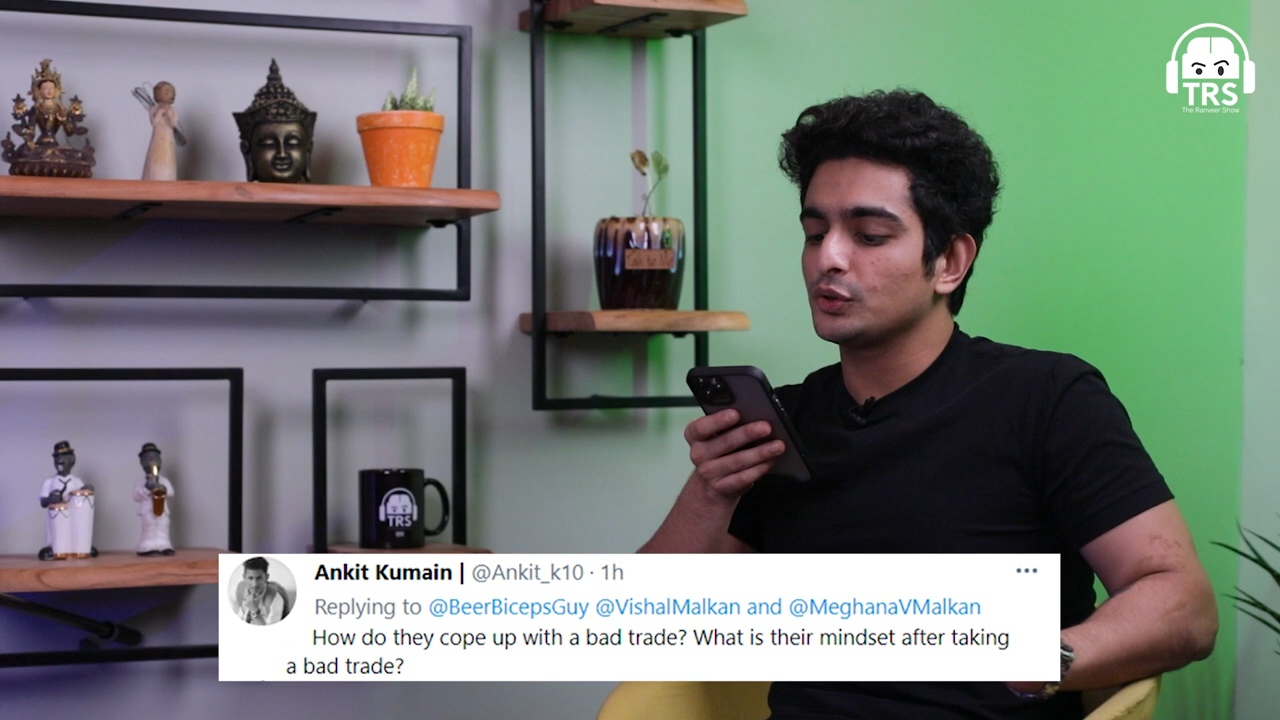 TRS
The Ranveer Show
TRS
Ankit Kumain | @Ankit_k10 · 1h
Replying to @BeerBicepsGuy @VishalMalkan and @MeghanaVMalkan
How do they cope up with a bad trade? What is their mindset after taking
a bad trade?